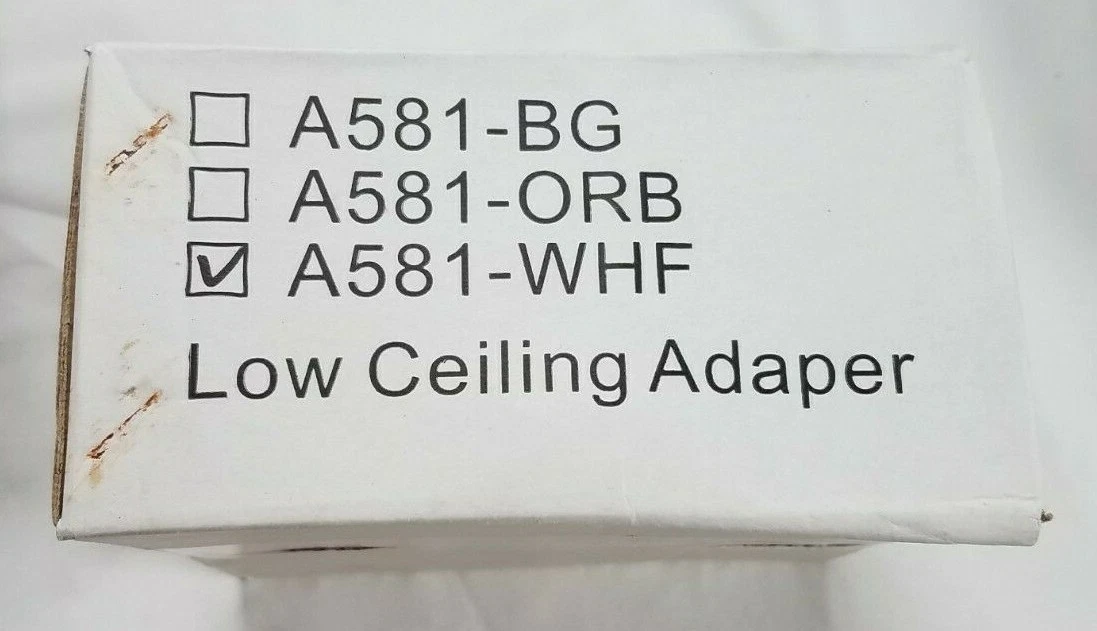 ☐ A581-BG
☐ A581-ORB
☑ A581-WHF
Low Ceiling Adaper